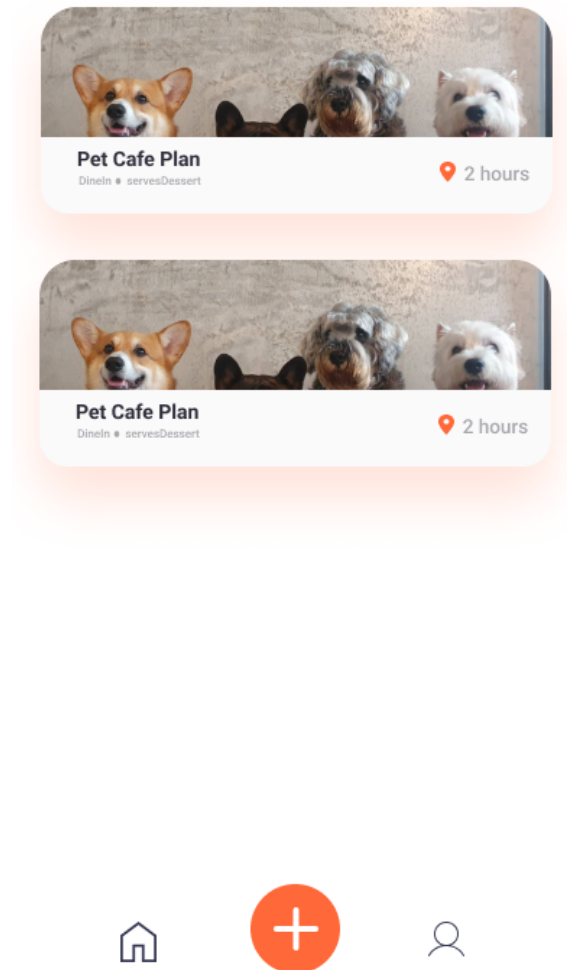 Pet Cafe Plan
DineIn • servesDessert
2 hours
Pet Cafe Plan
DineIn • servesDessert
2 hours